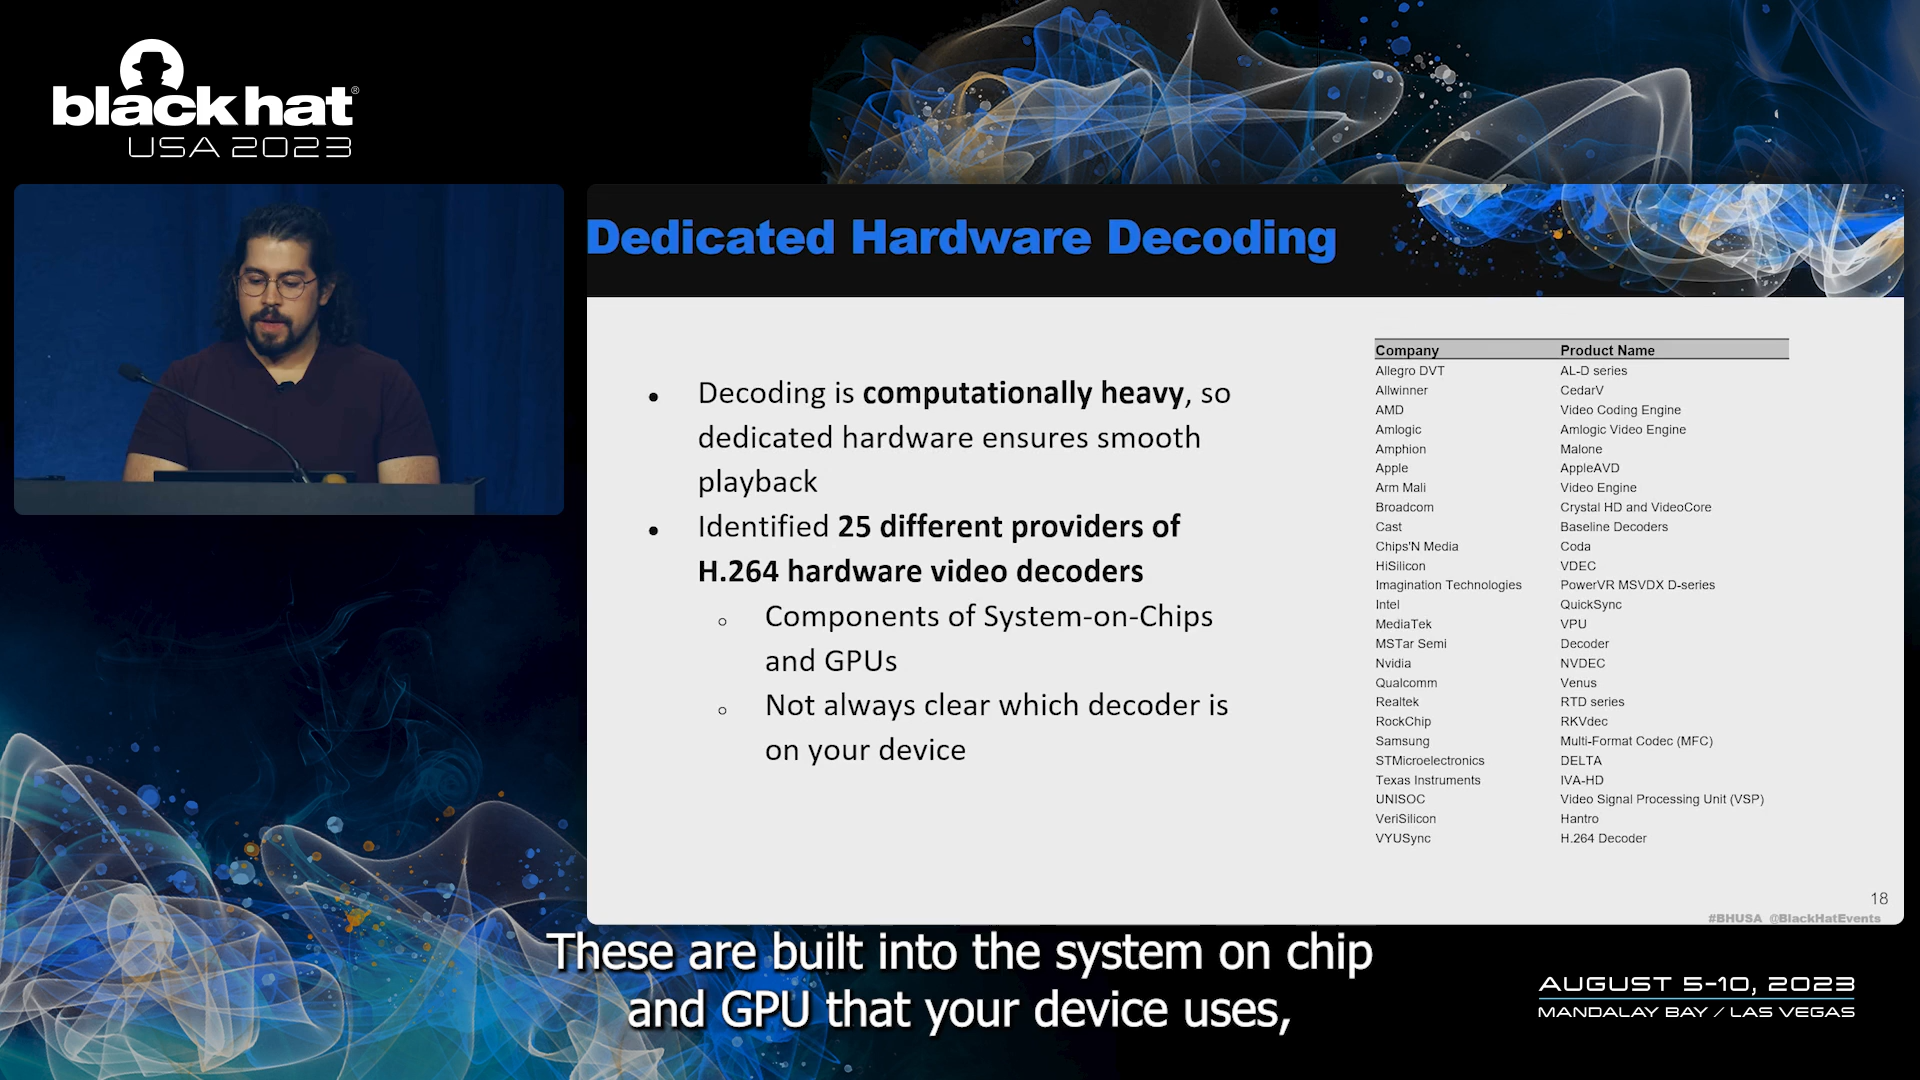 blackhat®
USA 2023
Dedicated Hardware Decoding
• Decoding is computationally heavy, so
dedicated hardware ensures smooth
playback
• Identified 25 different providers of
H.264 hardware video decoders
○ Components of System-on-Chips
and GPUs
○ Not always clear which decoder is
on your device
Company Product Name
Allegro DVT AL-D series
Allwinner CedarV
AMD Video Coding Engine
Amlogic Amlogic Video Engine
Amphion Malone
Apple AppleAVD
Arm Mali Video Engine
Broadcom Crystal HD and VideoCore
Cast Baseline Decoders
Chips'N Media Coda
HiSilicon VDEC
Imagination Technologies PowerVR MSVDX D-series
Intel QuickSync
MediaTek VPU
MSTar Semi Decoder
Nvidia NVDEC
Qualcomm Venus
Realtek RTD series
RockChip RKVdec
Samsung Multi-Format Codec (MFC)
STMicroelectronics DELTA
Texas Instruments IVA-HD
UNISOC Video Signal Processing Unit (VSP)
VeriSilicon Hantro
VYUSync H.264 Decoder
18
#BHUSA @BlackHatEvents
These are built into the system on chip
and GPU that your device uses,
AUGUST 5-10, 2023
MANDALAY BAY / LAS VEGAS